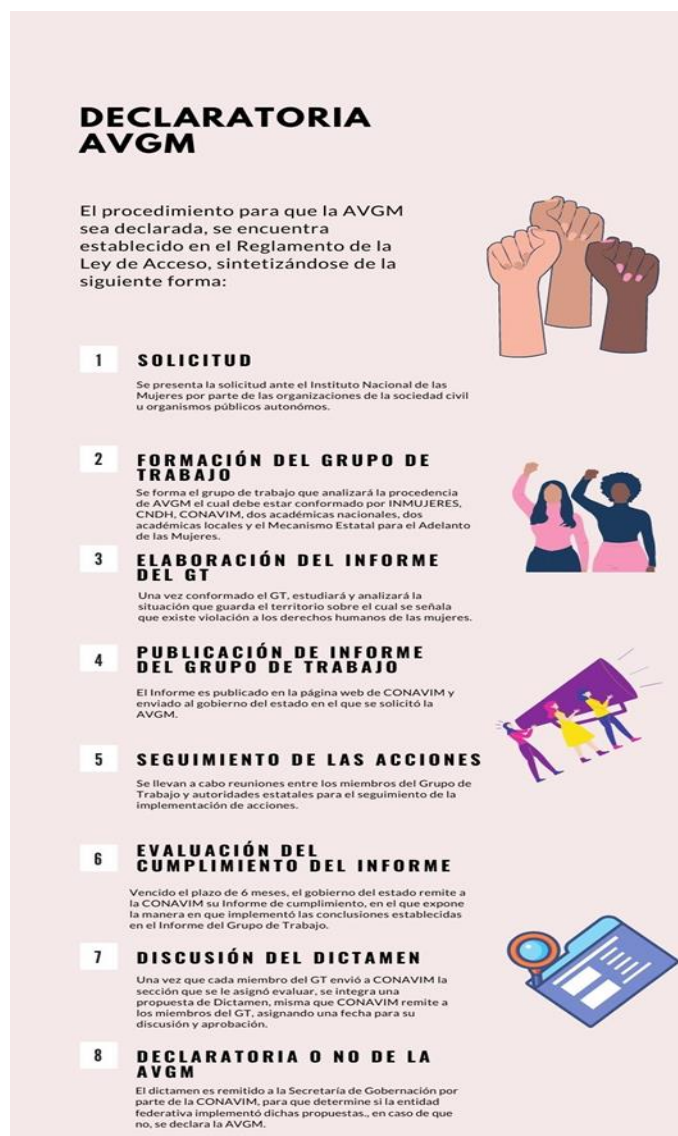 DECLARATORIA
AVGM
El procedimiento para que la AVGM
sea declarada, se encuentra
establecido en el Reglamento de la
Ley de Acceso, sintetizándose de la
siguiente forma:
1 SOLICITUD
Se presenta la solicitud ante el Instituto Nacional de las
Mujeres por parte de las organizaciones de la sociedad civil
u organismos públicos autonómos.
2 FORMACIÓN DEL GRUPO DE
TRABAJO
Se forma el grupo de trabajo que analizará la procedencia
de AVGM el cual debe estar conformado por INMUJERES,
CNDH, CONAVIM, dos académicas nacionales, dos
académicas locales y el Mecanismo Estatal para el Adelanto
de las Mujeres.
3 ELABORACIÓN DEL INFORME
DEL GT
Una vez conformado el GT, estudiará y analizará la
situación que guarda el territorio sobre el cual se señala
que existe violación a los derechos humanos de las mujeres.
4 PUBLICACIÓN DE INFORME
DEL GRUPO DE TRABAJO
El Informe es publicado en la página web de CONAVIM y
enviado al gobierno del estado en el que se solicitó la
AVGM.
5 SEGUIMIENTO DE LAS ACCIONES
Se llevan a cabo reuniones entre los miembros del Grupo de
Trabajo y autoridades estatales para el seguimiento de la
implementación de acciones.
6 EVALUACIÓN DEL
CUMPLIMIENTO DEL INFORME
Vencido el plazo de 6 meses, el gobierno del estado remite a
la CONAVIM su Informe de cumplimiento, en el que expone
la manera en que implementó las conclusiones establecidas
en el Informe del Grupo de Trabajo.
7 DISCUSIÓN DEL DICTAMEN
Una vez que cada miembro del GT envió a CONAVIM la
sección que se le asignó evaluar, se integra una
propuesta de Dictamen, misma que CONAVIM remite a
los miembros del GT, asignando una fecha para su
discusión y aprobación.
8 DECLARATORIA O NO DE LA
AVGM
El dictamen es remitido a la Secretaría de Gobernación por
parte de la CONAVIM, para que determine si la entidad
federativa implementó dichas propuestas., en caso de que
no, se declara la AVGM.